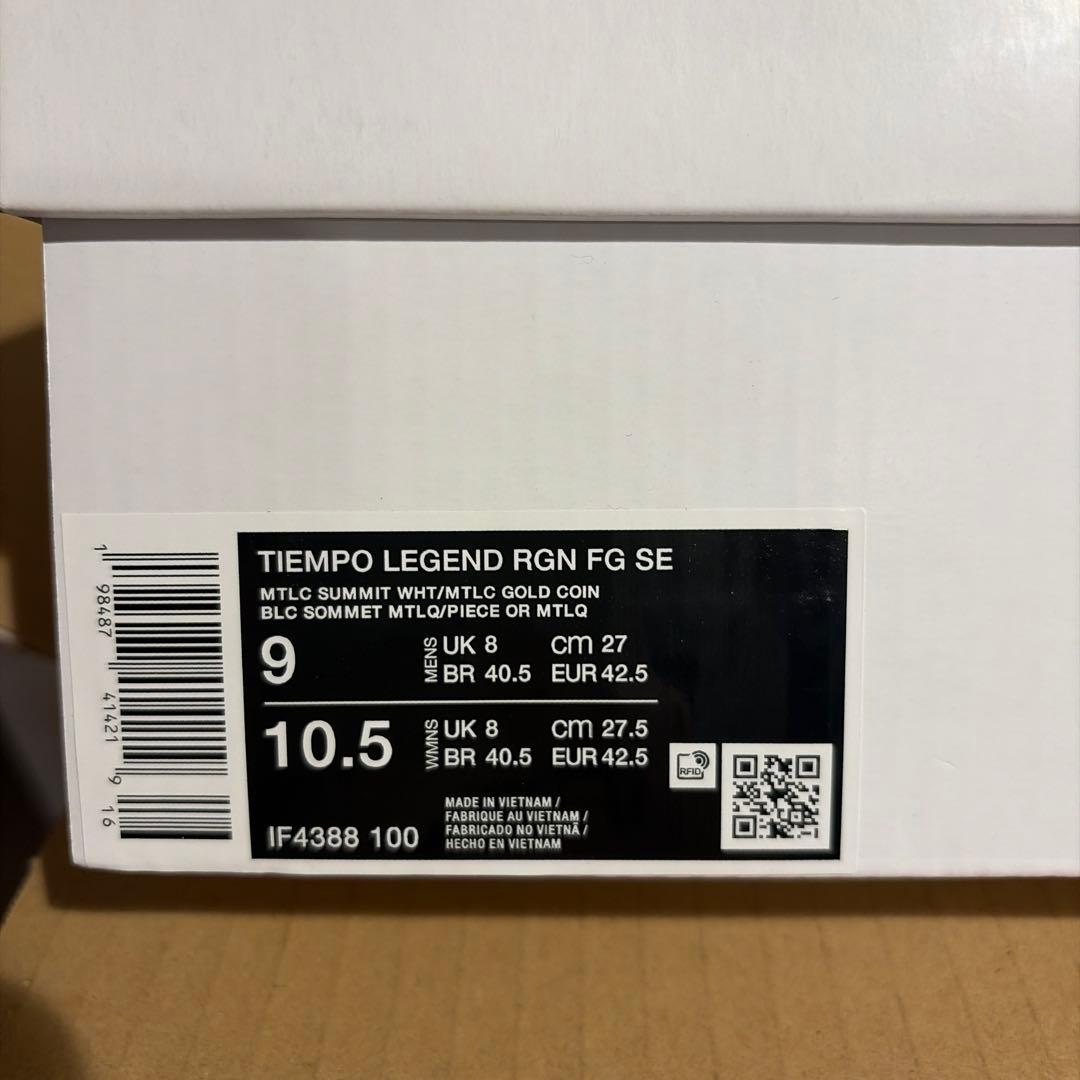 TIEMPO LEGEND RGN FG SE
MTLC SUMMIT WHT/MTLC GOLD COIN
BLC SOMMET MTLQ/PIECE OR MTLQ
9
MENS
UK 8 cm 27
BR 40.5 EUR 42.5
10.5
WMNS
UK 8 cm 27.5
BR 40.5 EUR 42.5
RFID
MADE IN VIETNAM /
FABRIQUE AU VIETNAM /
FABRICADO NO VIETNÃ /
HECHO EN VIETNAM
IF4388 100
1 98487 41421 9 16